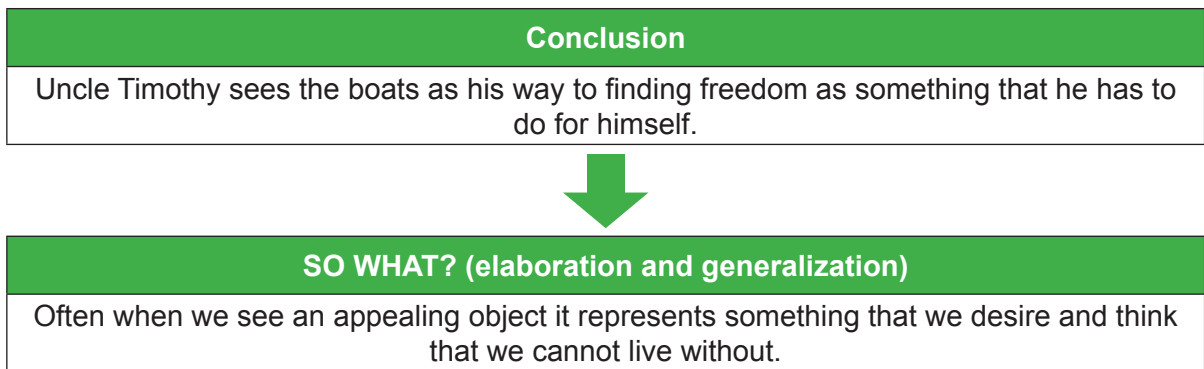 Conclusion
Uncle Timothy sees the boats as his way to finding freedom as something that he has to
do for himself.
SO WHAT? (elaboration and generalization)
Often when we see an appealing object it represents something that we desire and think
that we cannot live without.